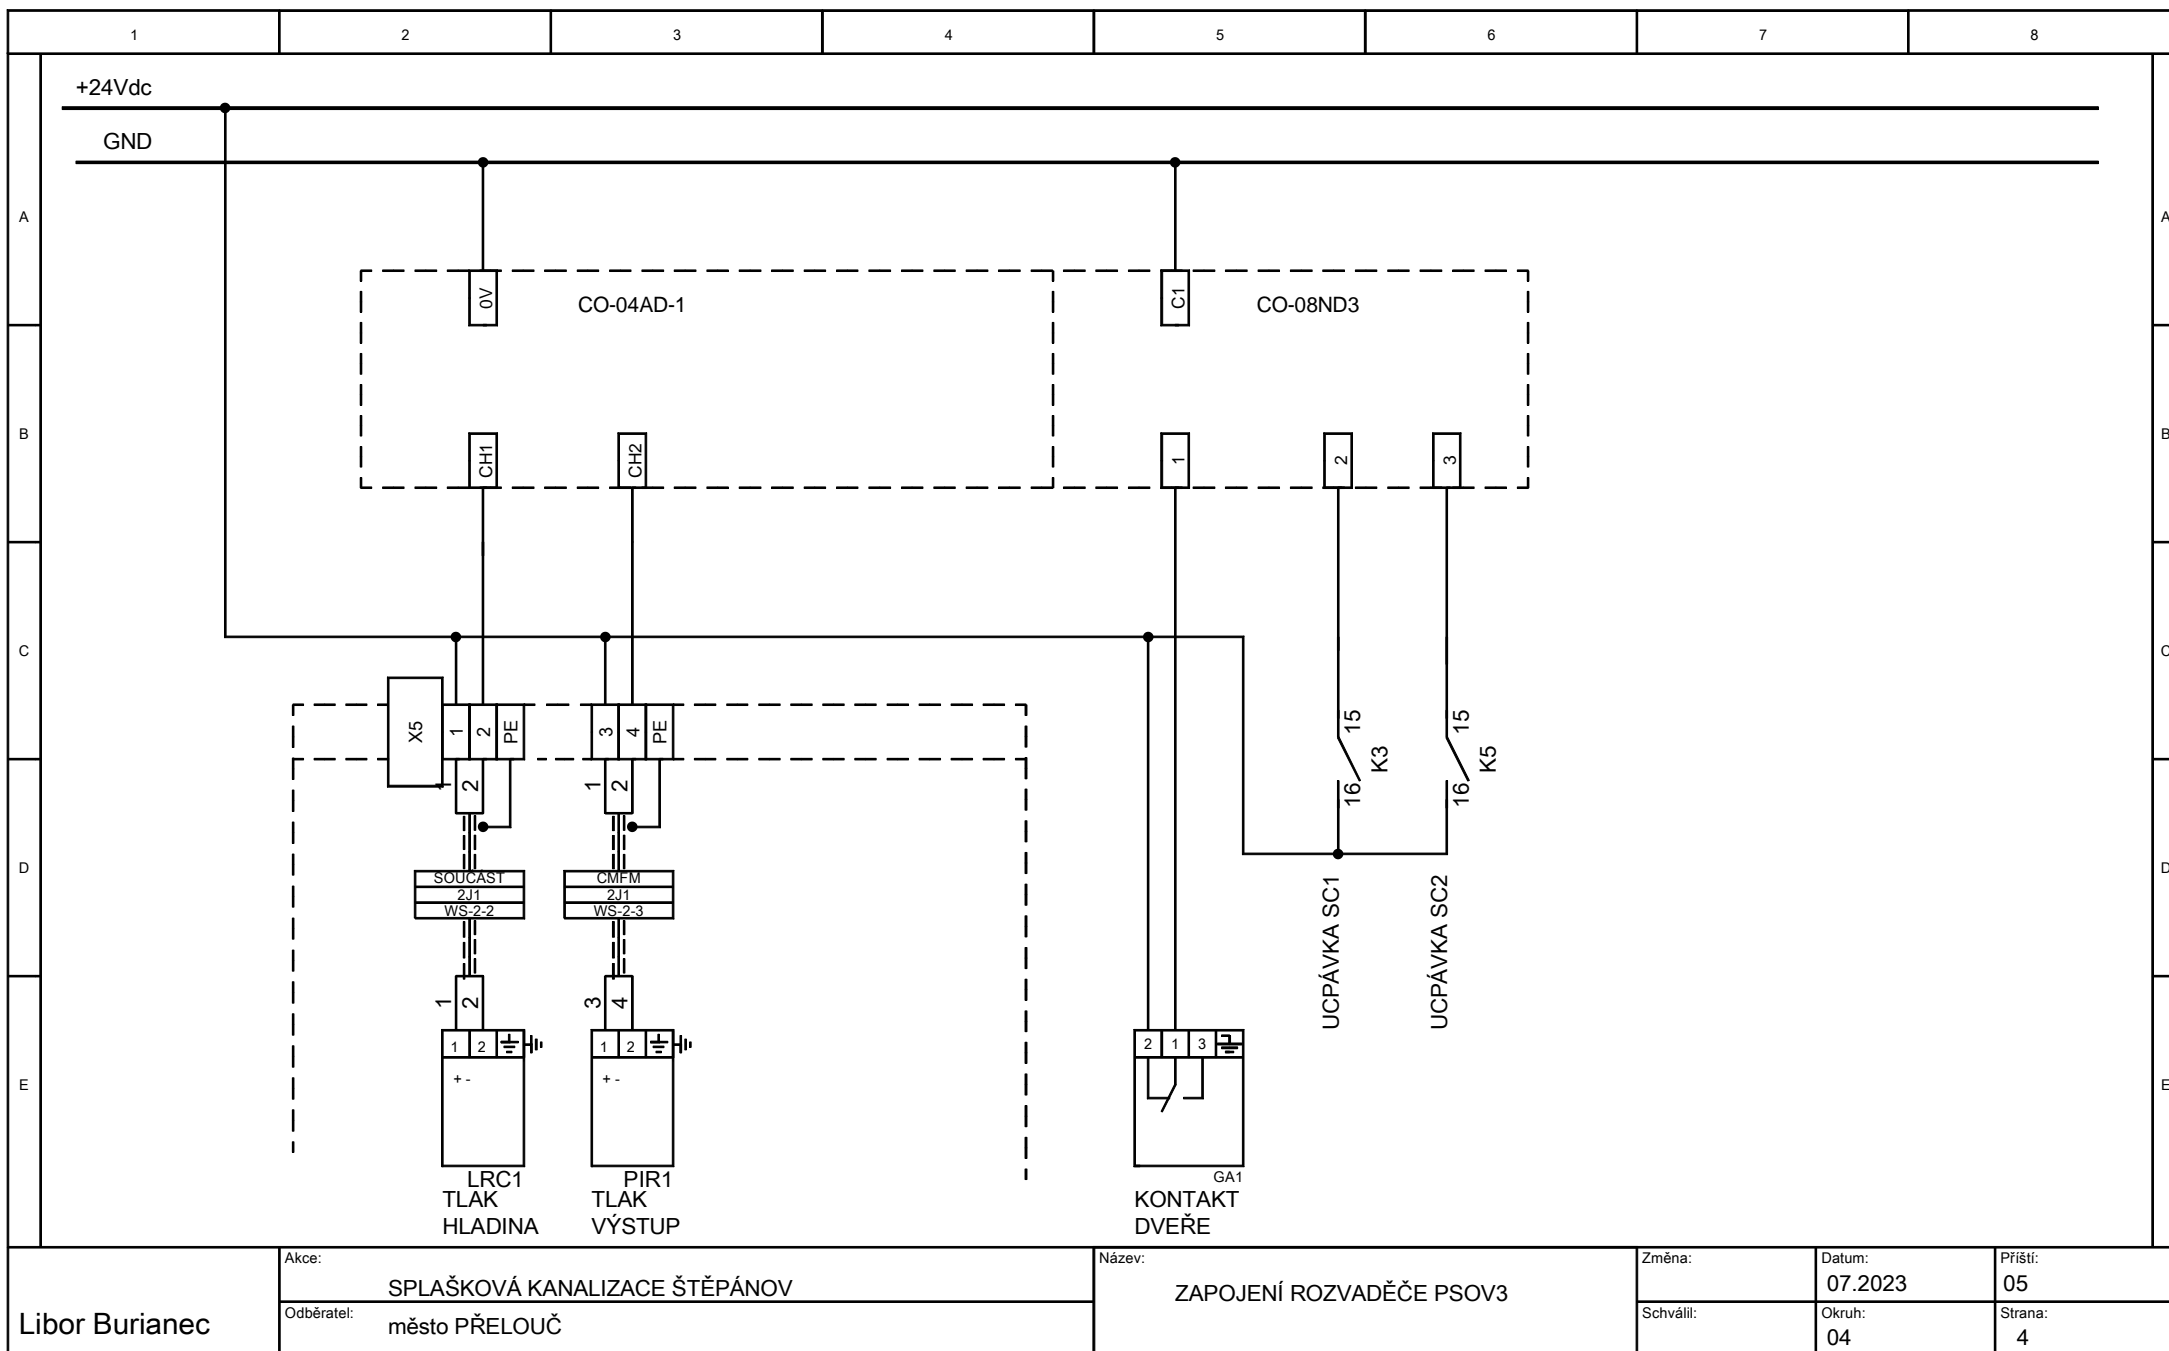 1 2 3 4 5 6 7 8
+24Vdc
GND
A A
0V CO-04AD-1 C1 CO-08ND3
B B
CH1 CH2 1 2 3
C C
X5 1 2 PE 3 4 PE 15 15
K3 K5
1 2 1 2 16 16
D D
SOUČÁST CMFM
2J1 2J1
WS-2-2 WS-2-3
UCPÁVKA SC1 UCPÁVKA SC2
1 2 3 4
1 2 1 2 2 1 3
E + - + - E
LRC1 PIR1 GA1
TLAK TLAK KONTAKT
HLADINA VÝSTUP DVEŘE
Akce: Název: Změna: Datum: Příští:
SPLAŠKOVÁ KANALIZACE ŠTĚPÁNOV ZAPOJENÍ ROZVADĚČE PSOV3 07.2023 05
Libor Burianec Odběratel: město PŘELOUČ Schválil: Okruh: Strana:
04 4